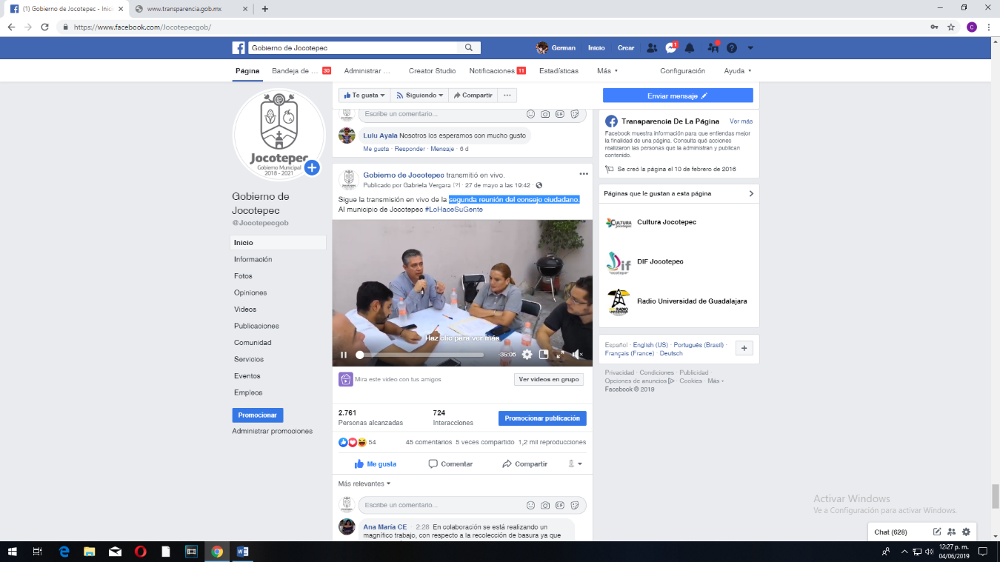 (1) Gobierno de Jocotepec - Inic
www.transparencia.gob.mx
https://www.facebook.com/Jocotepecgob/
Gobierno de Jocotepec
German Inicio Crear 1
Página Bandeja de ... 30 Administrar ... Creator Studio Notificaciones 11 Estadísticas Más Configuración Ayuda
Te gusta Siguiendo Compartir ...
Enviar mensaje
Jocotepec
Gobierno Municipal
2018 - 2021
Gobierno de
Jocotepec
@Jocotepecgob
Inicio
Información
Fotos
Opiniones
Videos
Publicaciones
Comunidad
Servicios
Eventos
Empleos
Promocionar
Administrar promociones
Escribe un comentario...
GIF
Lulu Ayala Nosotros los esperamos con mucho gusto
Me gusta · Responder · Mensaje · 6 d
Gobierno de Jocotepec transmitió en vivo.
Publicado por Gabriela Vergara [?] · 27 de mayo a las 19:42 ·
Sigue la transmisión en vivo de la segunda reunión del consejo ciudadano.
Al municipio de Jocotepec #LoHaceSuGente
Haz clic para ver más
-35:06
Mira este video con tus amigos
Ver videos en grupo
2.761
Personas alcanzadas
724
Interacciones
Promocionar publicación
54 45 comentarios 5 veces compartido 1,2 mil reproducciones
Me gusta Comentar Compartir
Más relevantes
Escribe un comentario...
GIF
Ana María CE · 2:28 En colaboración se está realizando un
magnífico trabajo, con respecto a la recolección de basura ya que
Transparencia De La Página Ver más
Facebook muestra información para que entiendas mejor
la finalidad de una página. Consulta qué acciones
realizaron las personas que la administran y publican
contenido.
Se creó la página el 10 de febrero de 2016
Páginas que le gustan a esta página
Cultura Jocotepec
DIF Jocotepec
Radio Universidad de Guadalajara
Español · English (US) · Português (Brasil) ·
Français (France) · Deutsch
Privacidad · Condiciones · Publicidad ·
Opciones de anuncios · Cookies · Más
Facebook © 2019
Activar Windows
Ve a Configuración para activar Windows.
Chat (628)
12:27 p. m.
04/06/2019